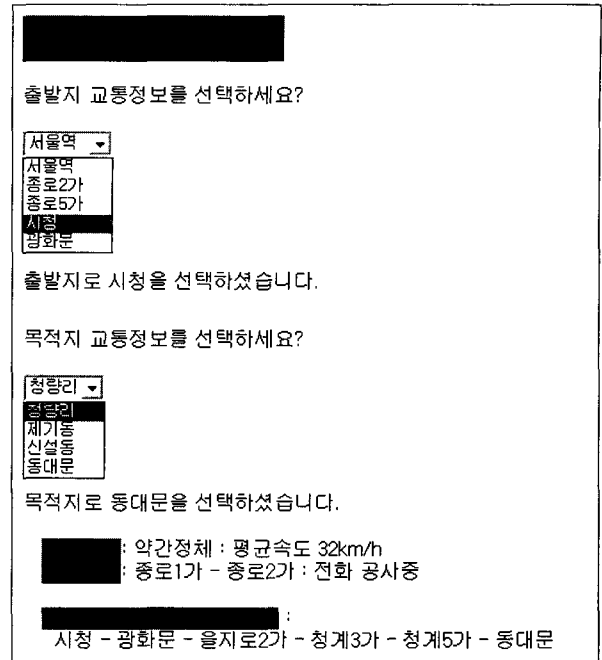 출발지 교통정보를 선택하세요?
서울역
서울역
종로2가
종로5가
시청
광화문
출발지로 시청을 선택하셨습니다.
목적지 교통정보를 선택하세요?
청량리
청량리
제기동
신설동
동대문
목적지로 동대문을 선택하셨습니다.
: 약간정체 : 평균속도 32km/h
: 종로1가 - 종로2가 : 전화 공사중
:
시청 - 광화문 - 을지로2가 - 청계3가 - 청계5가 - 동대문